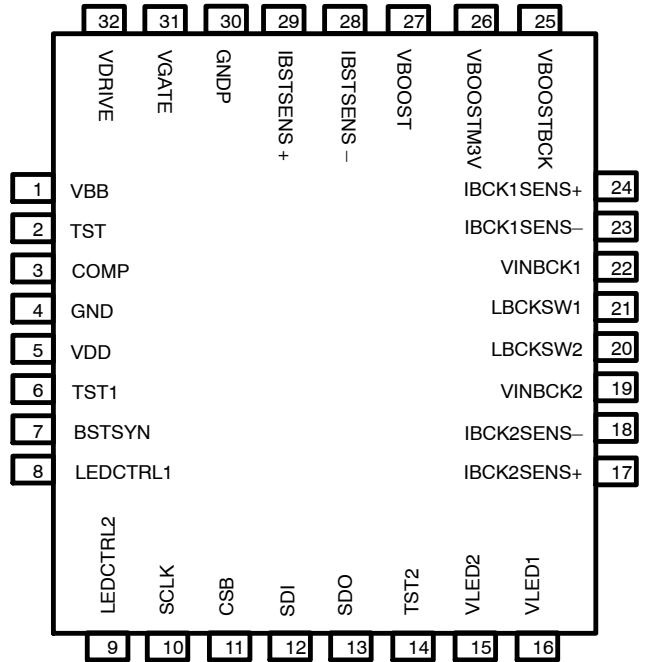 32 31 30 29 28 27 26 25
VDRIVE
VGATE
GNDP
IBSTSENS+
IBSTSENS−
VBOOST
VBOOSTM3V
VBOOSTBCK
1 VBB
2 TST
3 COMP
4 GND
5 VDD
6 TST1
7 BSTSYN
8 LEDCTRL1
IBCK1SENS+ 24
IBCK1SENS− 23
VINBCK1 22
LBCKSW1 21
LBCKSW2 20
VINBCK2 19
IBCK2SENS− 18
IBCK2SENS+ 17
LEDCTRL2
SCLK
CSB
SDI
SDO
TST2
VLED2
VLED1
9 10 11 12 13 14 15 16